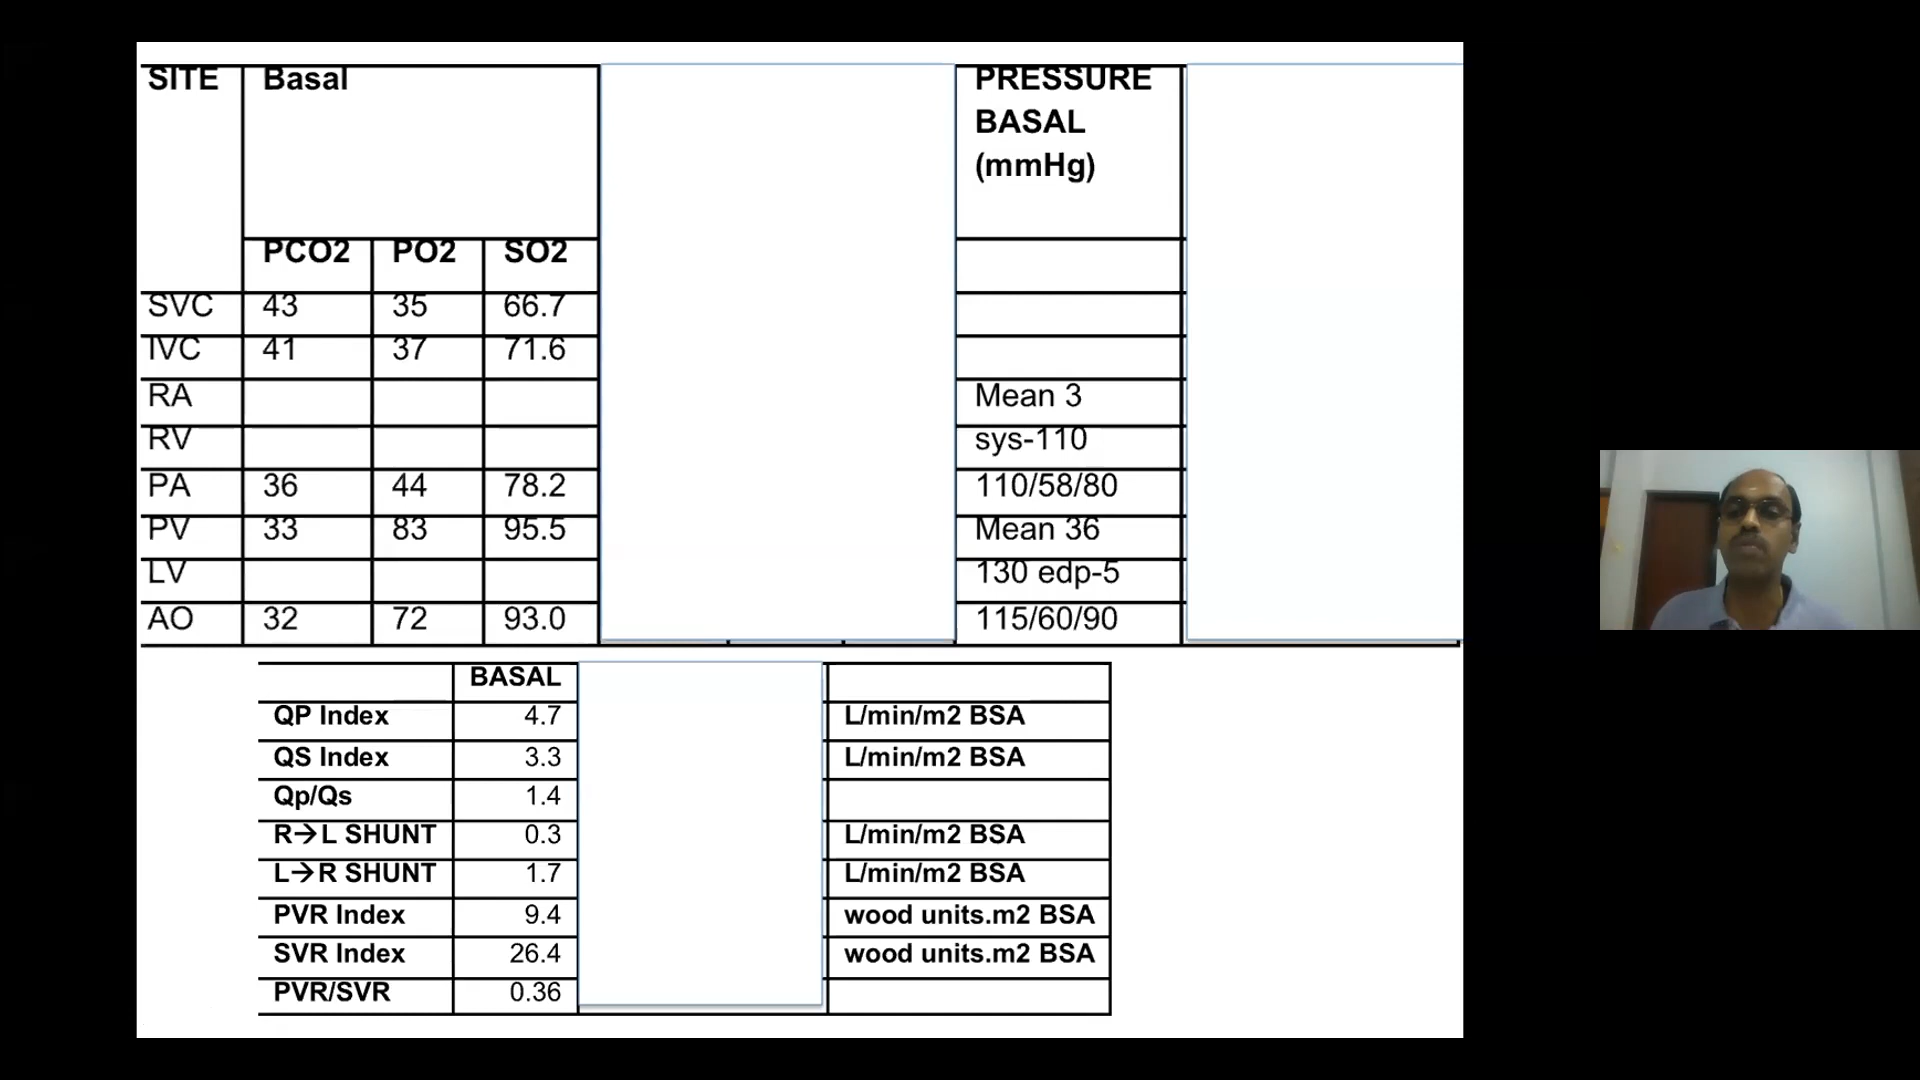 SITE Basal PRESSURE
BASAL
(mmHg)
PCO2 PO2 SO2
SVC 43 35 66.7
IVC 41 37 71.6
RA Mean 3
RV sys-110
PA 36 44 78.2 110/58/80
PV 33 83 95.5 Mean 36
LV 130 edp-5
AO 32 72 93.0 115/60/90
BASAL
QP Index 4.7 L/min/m2 BSA
QS Index 3.3 L/min/m2 BSA
Qp/Qs 1.4
R→L SHUNT 0.3 L/min/m2 BSA
L→R SHUNT 1.7 L/min/m2 BSA
PVR Index 9.4 wood units.m2 BSA
SVR Index 26.4 wood units.m2 BSA
PVR/SVR 0.36